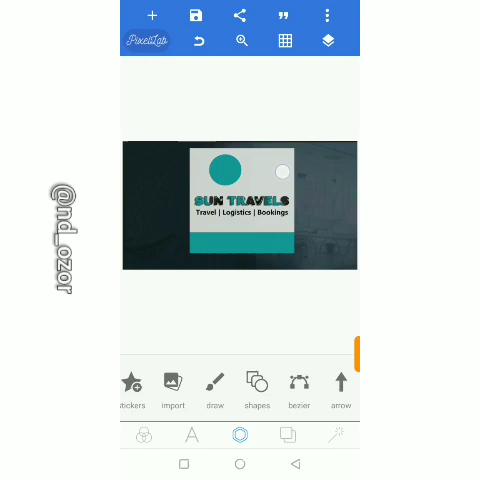 PixelLab
@nd_ozor
SUN TRAVELS
Travel | Logistics | Bookings
stickers
import
draw
shapes
bezier
arrow